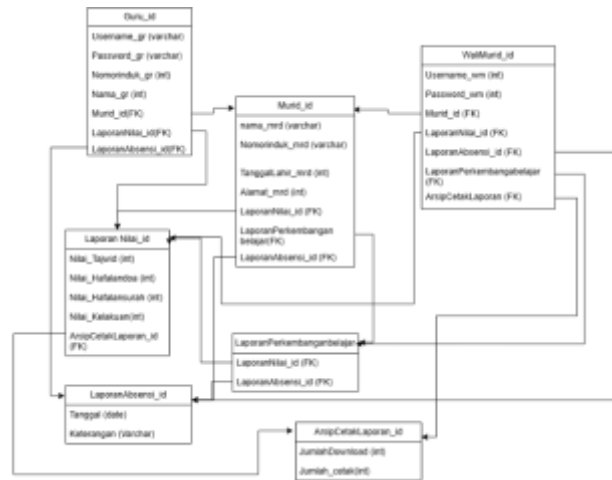 Guru_id
Username_gr (varchar)
Password_gr (varchar)
Nomorinduk_gr (int)
Nama_gr (int)
Murid_id(FK)
LaporanNilai_id(FK)
LaporanAbsensi_id(FK)
Murid_id
nama_mrd (varchar)
Nomorinduk_mrd (varchar)
TanggalLahir_mrd (int)
Alamat_mrd (int)
LaporanNilai_id (FK)
LaporanPerkembangan
belajar(FK)
LaporanAbsensi_id (FK)
WaliMurid_id
Username_wm (int)
Password_wm (int)
Murid_id (FK)
LaporanNilai_id (FK)
LaporanAbsensi_id (FK)
LaporanPerkembangabelajar
(FK)
ArsipCetakLaporan (FK)
Laporan Nilai_id
Nilai_Tajwid (int)
Nilai_Hafalandoa (int)
Nilai_Hafalansurah (int)
Nilai_Kelakuan(int)
ArsipCetakLaporan_id
(FK)
LaporanPerkembanganbelajar
LaporanNilai_id (FK)
LaporanAbsensi_id (FK)
LaporanAbsensi_id
Tanggal (date)
Keterangan (Varchar)
ArsipCetakLaporan_id
JumlahDownload (int)
Jumlah_cetak(int)